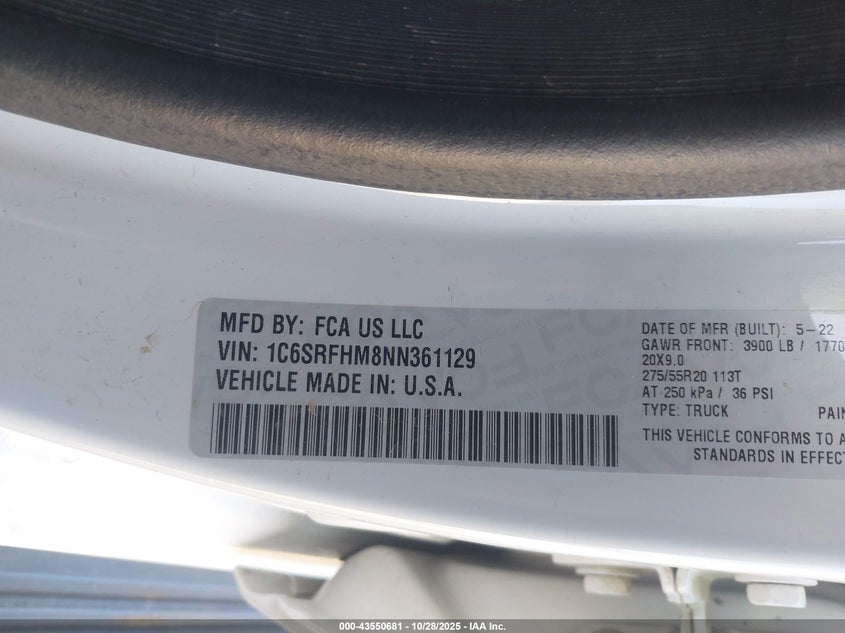 MFD BY: FCA US LLC
VIN: 1C6SRFHM8NN361129
VEHICLE MADE IN: U.S.A.
DATE OF MFR (BUILT): 5-22
GAWR FRONT: 3900 LB / 1770
20X9.0
275/55R20 113T
AT 250 kPa / 36 PSI
TYPE: TRUCK PAIN
THIS VEHICLE CONFORMS TO A
STANDARDS IN EFFECT
000-43550681 - 10/28/2025 - IAA Inc.